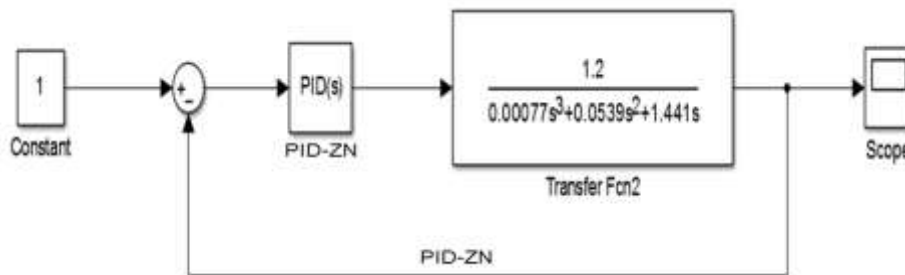 1
Constant
+
−
PID(s)
PID-ZN
1.2
0.00077s3+0.0539s2+1.441s
Transfer Fcn2
Scope
PID-ZN